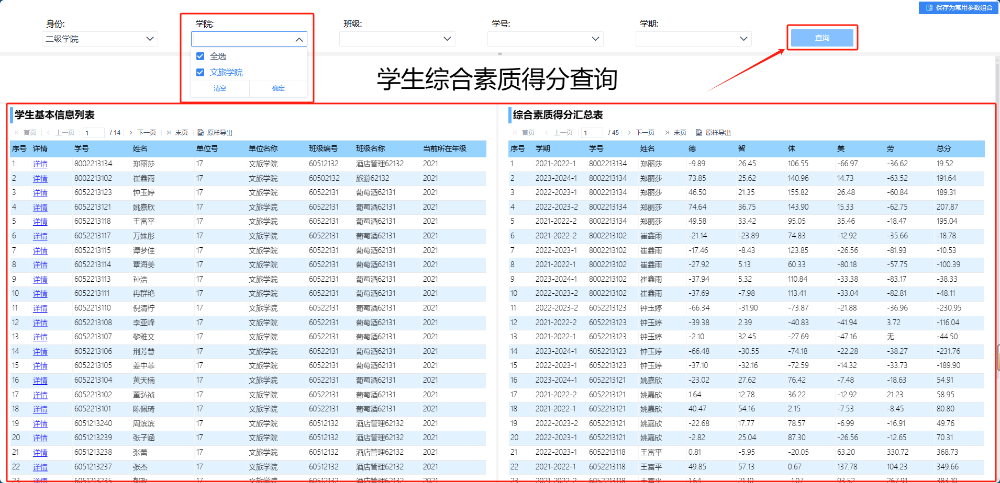 保存为常用参数组合
身份: 学院: 班级: 学号: 学期:
二级学院 查询
全选
文旅学院
清空 确定
学生综合素质得分查询
学生基本信息列表
首页 上一页 1 / 14 下一页 末页 原样导出
序号 详情 学号 姓名 单位号 单位名称 班级编号 班级名称 当前所在年级
1 详情 8002213134 郑丽莎 17 文旅学院 60512132 酒店管理62132 2021
2 详情 8002213102 崔鑫雨 17 文旅学院 60502132 旅游62132 2021
3 详情 6052213123 钟玉婷 17 文旅学院 60522131 葡萄酒62131 2021
4 详情 6052213121 姚嘉欣 17 文旅学院 60522131 葡萄酒62131 2021
5 详情 6052213118 王富平 17 文旅学院 60522131 葡萄酒62131 2021
6 详情 6052213117 万姝彤 17 文旅学院 60522131 葡萄酒62131 2021
7 详情 6052213115 谭梦佳 17 文旅学院 60522131 葡萄酒62131 2021
8 详情 6052213114 覃海美 17 文旅学院 60522131 葡萄酒62131 2021
9 详情 6052213113 孙浩 17 文旅学院 60522131 葡萄酒62131 2021
10 详情 6052213111 冉群艳 17 文旅学院 60522131 葡萄酒62131 2021
11 详情 6052213110 倪清柠 17 文旅学院 60522131 葡萄酒62131 2021
12 详情 6052213108 李亚峰 17 文旅学院 60522131 葡萄酒62131 2021
13 详情 6052213107 黎雅文 17 文旅学院 60522131 葡萄酒62131 2021
14 详情 6052213106 荆芳慧 17 文旅学院 60522131 葡萄酒62131 2021
15 详情 6052213105 姜中菲 17 文旅学院 60522131 葡萄酒62131 2021
16 详情 6052213104 黄天楠 17 文旅学院 60522131 葡萄酒62131 2021
17 详情 6052213102 董弘祯 17 文旅学院 60522131 葡萄酒62131 2021
18 详情 6052213101 陈佩琦 17 文旅学院 60522131 葡萄酒62131 2021
19 详情 6051213240 周滨滨 17 文旅学院 60512132 酒店管理62132 2021
20 详情 6051213239 张子涵 17 文旅学院 60512132 酒店管理62132 2021
21 详情 6051213238 张蕾 17 文旅学院 60512132 酒店管理62132 2021
22 详情 6051213237 张杰 17 文旅学院 60512132 酒店管理62132 2021
23 详情 6051213235 17 文旅学院 60512132 酒店管理62132 2021
综合素质得分汇总表
首页 上一页 1 / 45 下一页 末页 原样导出
序号 学期 学号 姓名 德 智 体 美 劳 总分
1 2021-2022-1 8002213134 郑丽莎 -9.89 26.45 106.55 -66.97 -36.62 19.52
2 2023-2024-1 8002213134 郑丽莎 73.85 25.62 140.96 14.73 -63.52 191.64
3 2022-2023-1 8002213134 郑丽莎 46.50 21.35 155.82 26.48 -60.84 189.31
4 2022-2023-2 8002213134 郑丽莎 74.64 36.75 143.90 15.33 -62.75 207.87
5 2021-2022-2 8002213134 郑丽莎 49.58 33.42 95.05 35.46 -18.47 195.04
6 2021-2022-2 8002213102 崔鑫雨 -21.14 -23.89 74.83 -12.92 -35.66 -18.78
7 2022-2023-1 8002213102 崔鑫雨 -17.46 -8.43 123.85 -26.56 -81.93 -10.53
8 2021-2022-1 8002213102 崔鑫雨 -27.92 5.13 60.33 -80.18 -57.75 -100.39
9 2023-2024-1 8002213102 崔鑫雨 -37.94 5.32 110.84 -33.38 -83.17 -38.33
10 2022-2023-2 8002213102 崔鑫雨 -37.69 -7.98 113.41 -33.04 -82.81 -48.11
11 2022-2023-2 6052213123 钟玉婷 -66.34 -31.90 -73.87 -21.88 -36.96 -230.95
12 2021-2022-2 6052213123 钟玉婷 -39.38 2.39 -40.83 -41.94 3.72 -116.04
13 2021-2022-1 6052213123 钟玉婷 -2.10 32.45 -27.69 -47.16 无 -44.50
14 2023-2024-1 6052213123 钟玉婷 -66.48 -30.55 -74.18 -22.28 -38.27 -231.76
15 2022-2023-1 6052213123 钟玉婷 -37.10 -32.16 -72.59 -14.32 -33.73 -189.90
16 2023-2024-1 6052213121 姚嘉欣 -23.02 27.62 76.42 -7.48 -18.63 54.91
17 2021-2022-2 6052213121 姚嘉欣 1.64 12.78 36.22 -12.92 21.23 58.95
18 2021-2022-1 6052213121 姚嘉欣 40.47 54.16 2.15 -7.53 -8.45 80.80
19 2022-2023-2 6052213121 姚嘉欣 -22.68 17.77 78.57 -6.99 -16.91 49.76
20 2022-2023-1 6052213121 姚嘉欣 -2.82 25.04 87.30 -26.56 -12.65 70.31
21 2022-2023-1 6052213118 王富平 0.81 -5.95 -20.05 63.20 330.72 368.73
22 2021-2022-1 6052213118 王富平 49.85 57.13 0.67 137.78 104.23 349.66
23 2021-2022-2 6052213118 王富平 1.64 21.10 -1.07 93.52 267.91 383.10